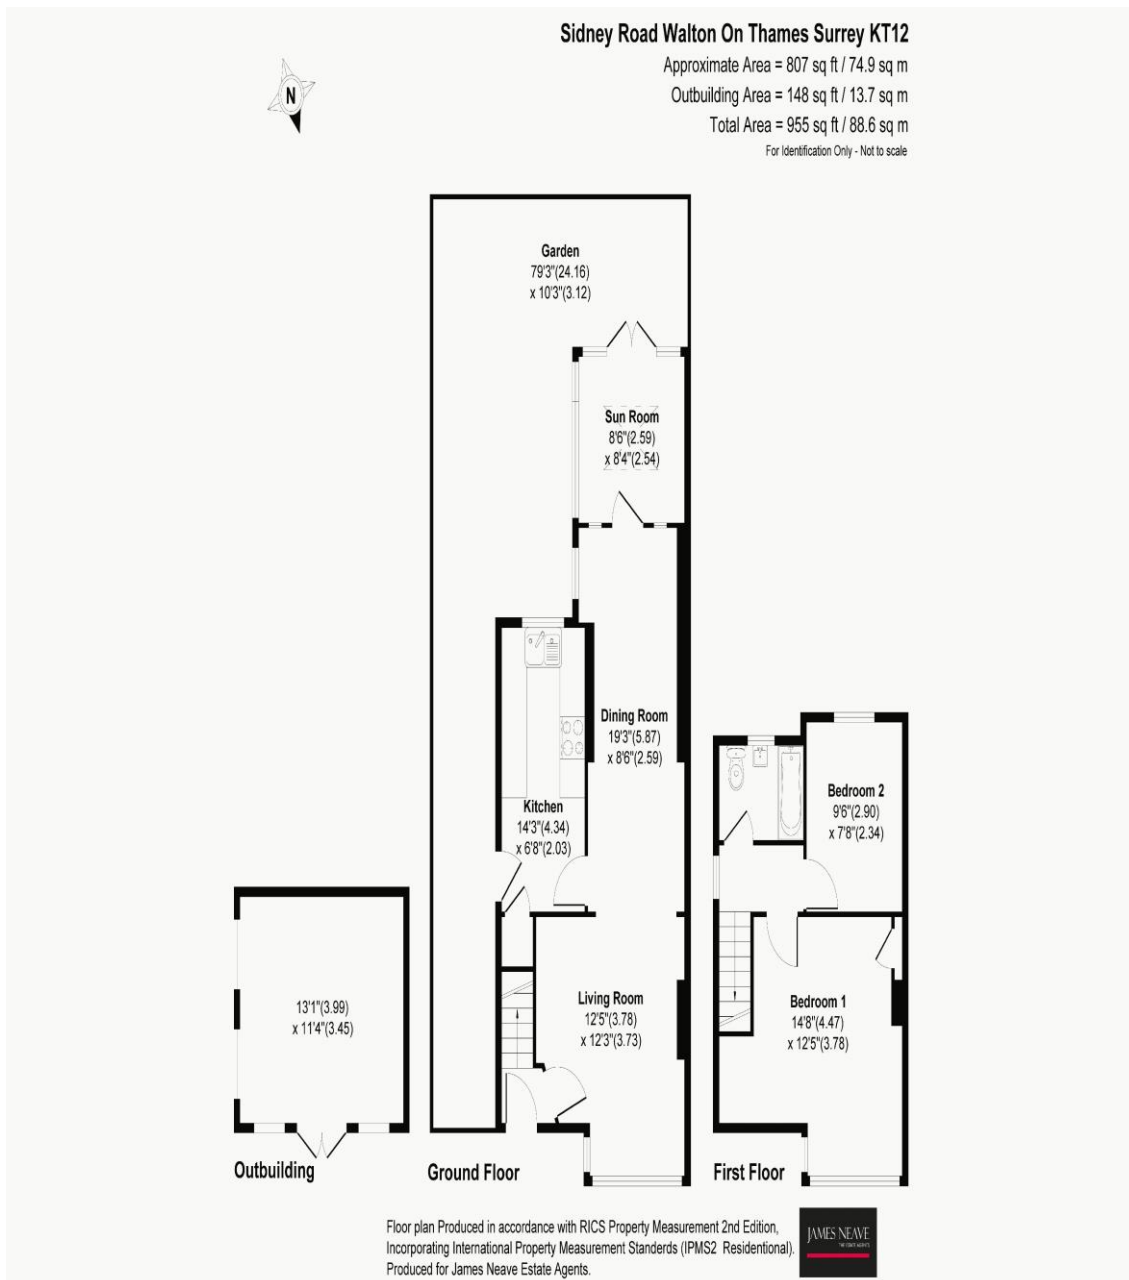 Sidney Road Walton On Thames Surrey KT12
Approximate Area = 807 sq ft / 74.9 sq m
Outbuilding Area = 148 sq ft / 13.7 sq m
Total Area = 955 sq ft / 88.6 sq m
For Identification Only - Not to scale
N
Garden
79'3"(24.16)
x 10'3"(3.12)
Sun Room
8'6"(2.59)
x 8'4"(2.54)
Dining Room
19'3"(5.87)
x 8'6"(2.59)
Kitchen
14'3"(4.34)
x 6'8"(2.03)
Bedroom 2
9'6"(2.90)
x 7'8"(2.34)
13'1"(3.99)
x 11'4"(3.45)
Living Room
12'5"(3.78)
x 12'3"(3.73)
Bedroom 1
14'8"(4.47)
x 12'5"(3.78)
Outbuilding
Ground Floor
First Floor
Floor plan Produced in accordance with RICS Property Measurement 2nd Edition,
Incorporating International Property Measurement Standards (IPMS2 Residentional).
Produced for James Neave Estate Agents.
JAMES NEAVE
THE ESTATE AGENTS